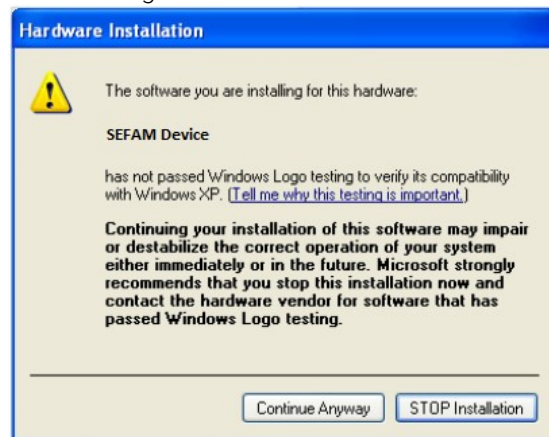 Hardware Installation
The software you are installing for this hardware:
SEFAM Device
has not passed Windows Logo testing to verify its compatibility
with Windows XP. (Tell me why this testing is important.)
Continuing your installation of this software may impair
or destabilize the correct operation of your system
either immediately or in the future. Microsoft strongly
recommends that you stop this installation now and
contact the hardware vendor for software that has
passed Windows Logo testing.
Continue Anyway
STOP Installation